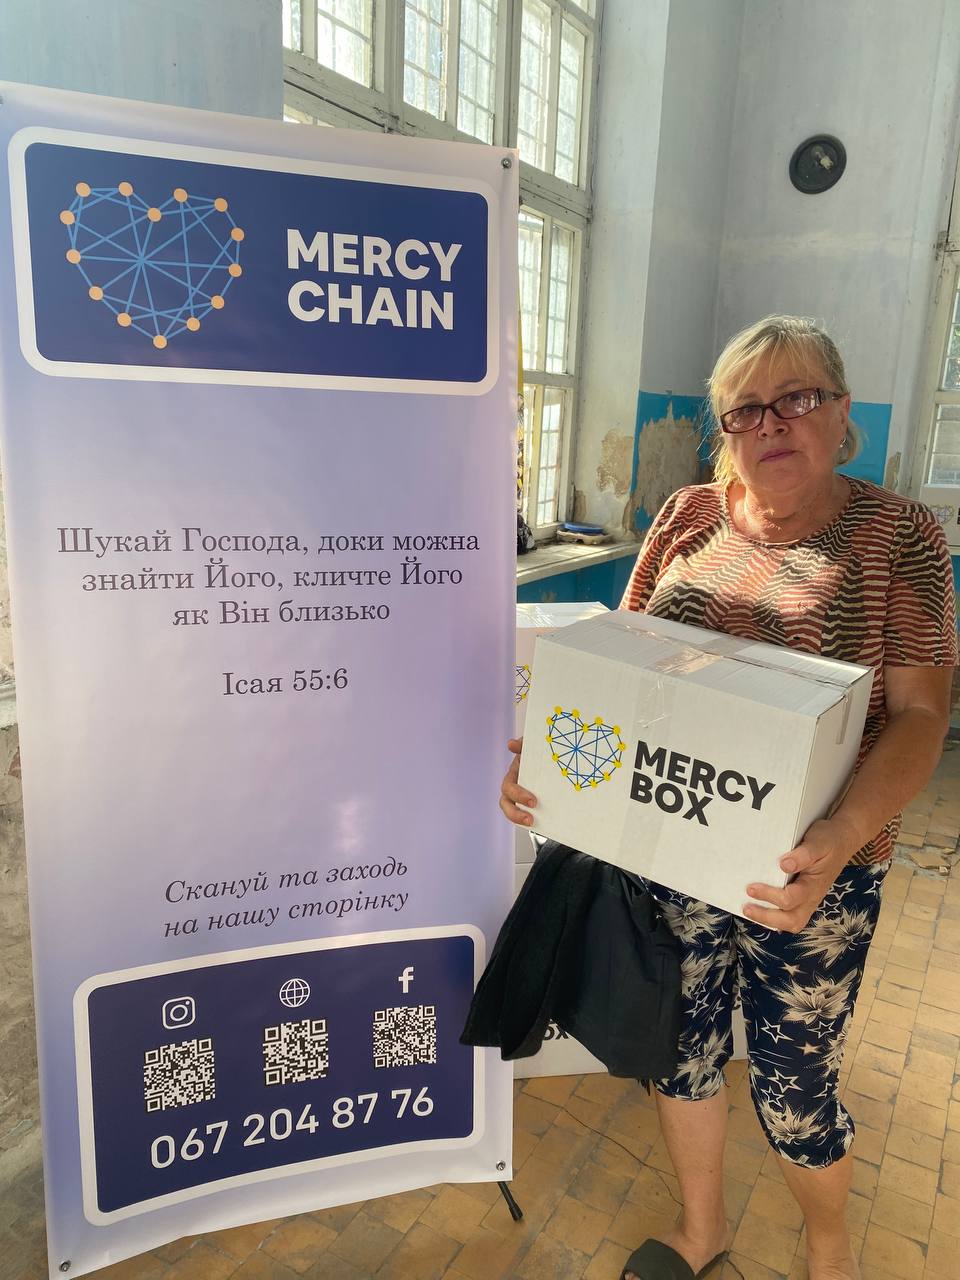 MERCY
CHAIN
Шукай Господа, доки можна
знайти Його, кличте Його
як Він близько
Ісая 55:6
Скануй та заходь
на нашу сторінку
067 204 87 76
MERCY
BOX